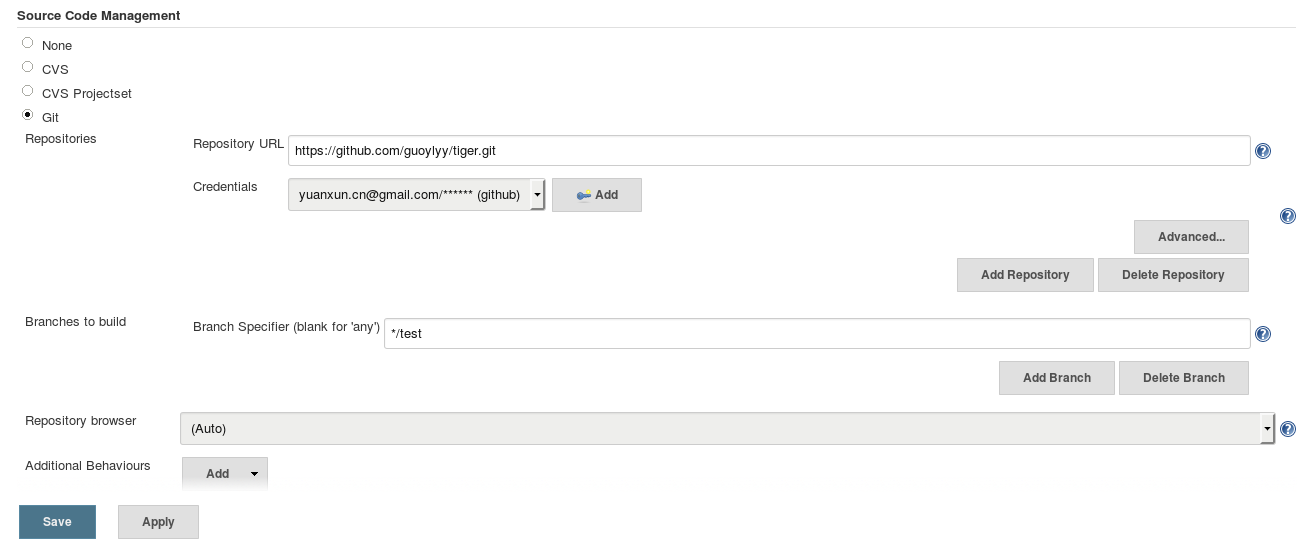 Source Code Management
None
CVS
CVS Projectset
Git
Repositories
Repository URL https://github.com/guoylyy/tiger.git
Credentials yuanxun.cn@gmail.com/****** (github) Add
Advanced...
Add Repository Delete Repository
Branches to build Branch Specifier (blank for 'any') */test
Add Branch Delete Branch
Repository browser (Auto)
Additional Behaviours Add
Save Apply